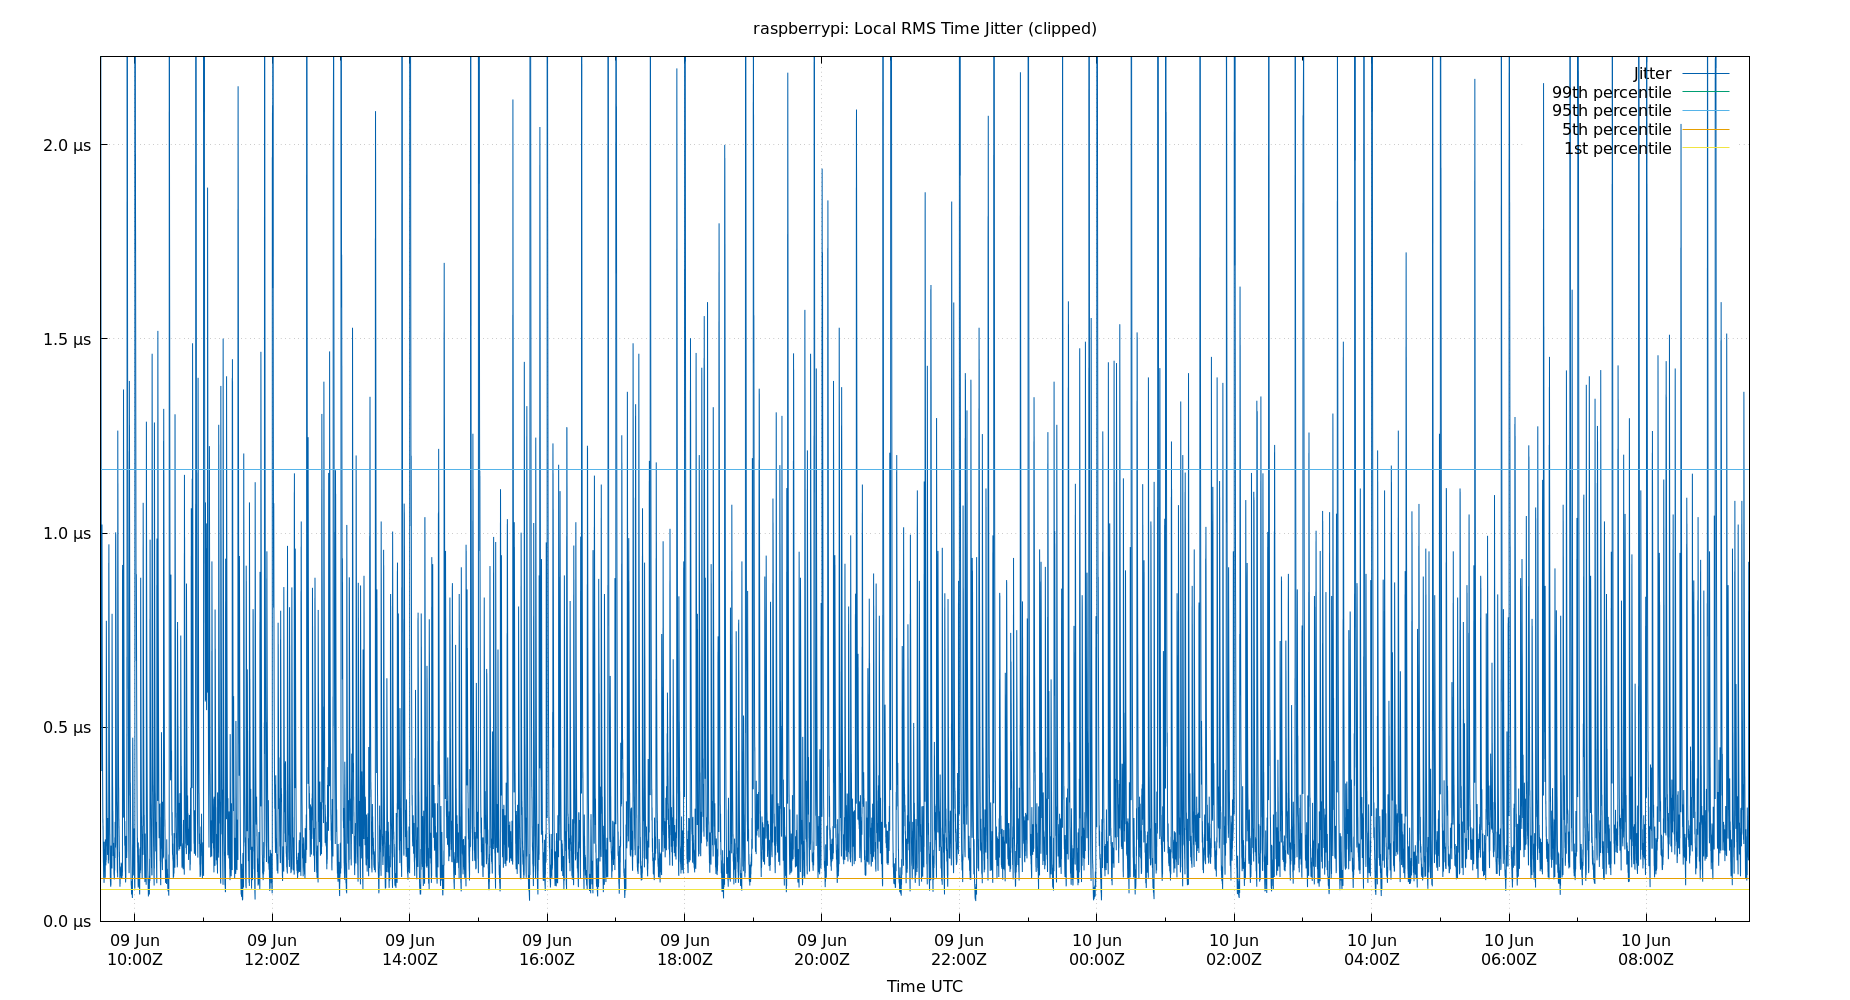 raspberrypi: Local RMS Time Jitter (clipped)
Jitter
99th percentile
95th percentile
5th percentile
1st percentile
2.0 µs
1.5 µs
1.0 µs
0.5 µs
0.0 µs
09 Jun 09 Jun 09 Jun 09 Jun 09 Jun 09 Jun 09 Jun 10 Jun 10 Jun 10 Jun 10 Jun 10 Jun
10:00Z 12:00Z 14:00Z 16:00Z 18:00Z 20:00Z 22:00Z 00:00Z 02:00Z 04:00Z 06:00Z 08:00Z
Time UTC